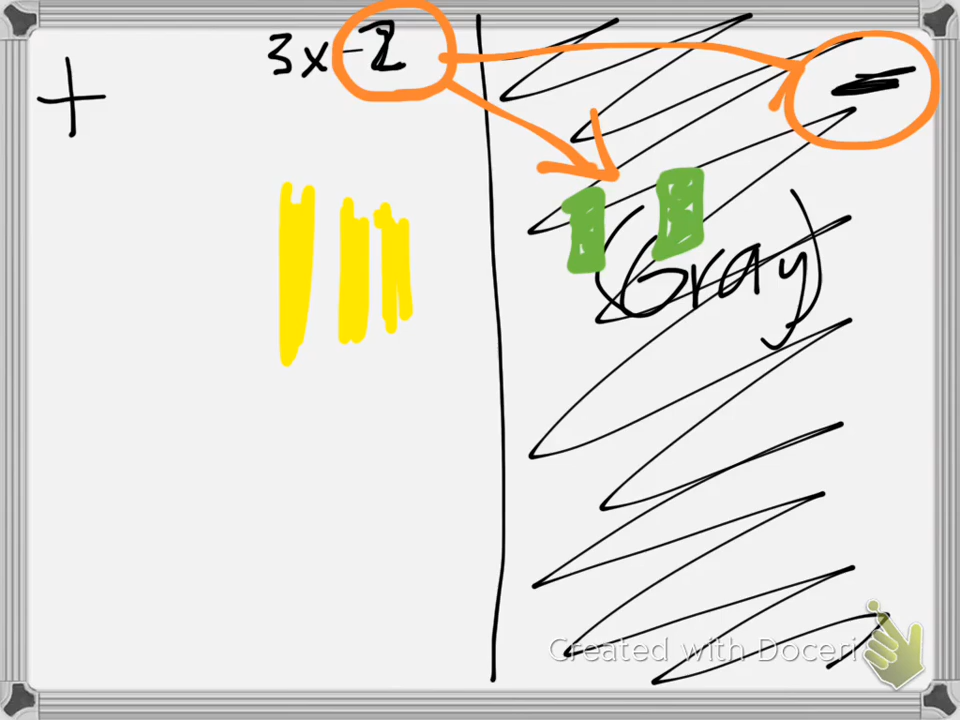 3x-2
+
-
(Gray)
Created with Doceri